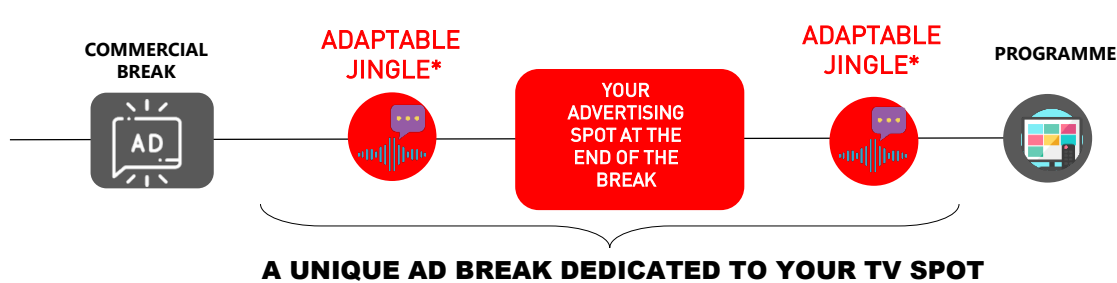 COMMERCIAL
BREAK
AD
ADAPTABLE
JINGLE*
YOUR
ADVERTISING
SPOT AT THE
END OF THE
BREAK
ADAPTABLE
JINGLE*
PROGRAMME
A UNIQUE AD BREAK DEDICATED TO YOUR TV SPOT